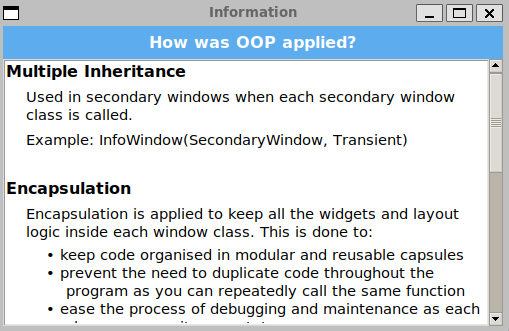 Information
How was OOP applied?
Multiple Inheritance
Used in secondary windows when each secondary window
class is called.
Example: InfoWindow(SecondaryWindow, Transient)
Encapsulation
Encapsulation is applied to keep all the widgets and layout
logic inside each window class. This is done to:
• keep code organised in modular and reusable capsules
• prevent the need to duplicate code throughout the
program as you can repeatedly call the same function
• ease the process of debugging and maintenance as each